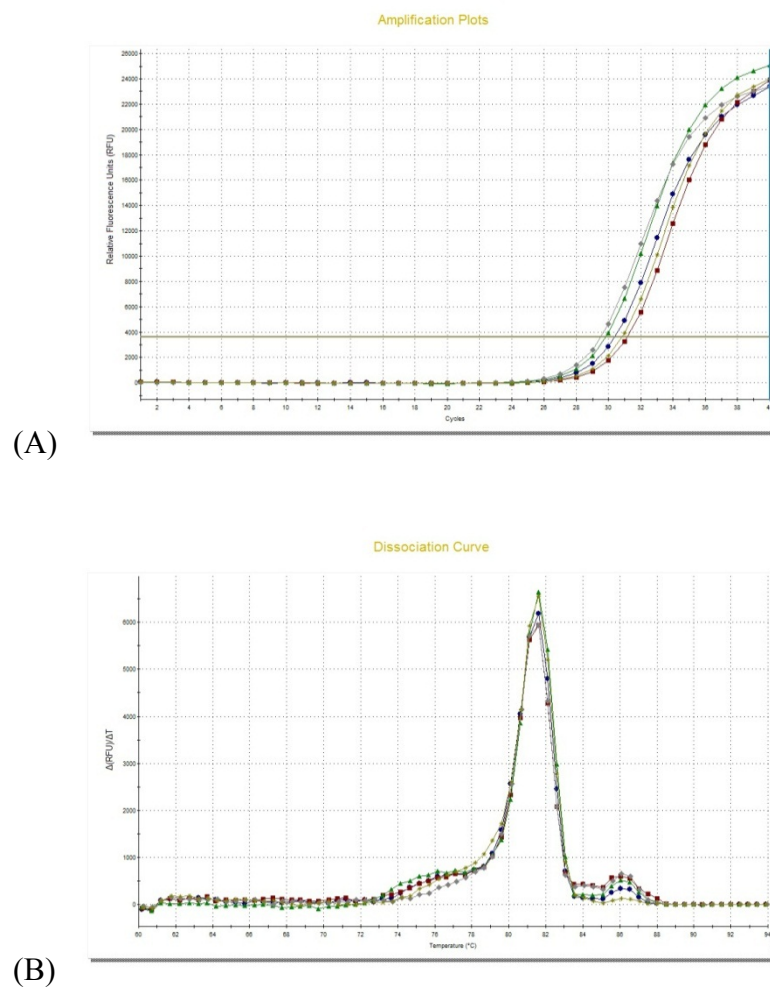 Amplification Plots
Relative Fluorescence Units (RFU)
26000
24000
22000
20000
18000
16000
14000
12000
10000
8000
6000
4000
2000
0
2 4 6 8 10 12 14 16 18 20 22 24 26 28 30 32 34 36 38 4
Cycles
(A)
Dissociation Curve
Δ(RFU)/ΔT
6000
5000
4000
3000
2000
1000
0
60 62 64 66 68 70 72 74 76 78 80 82 84 86 88 90 92 94
Temperature (°C)
(B)